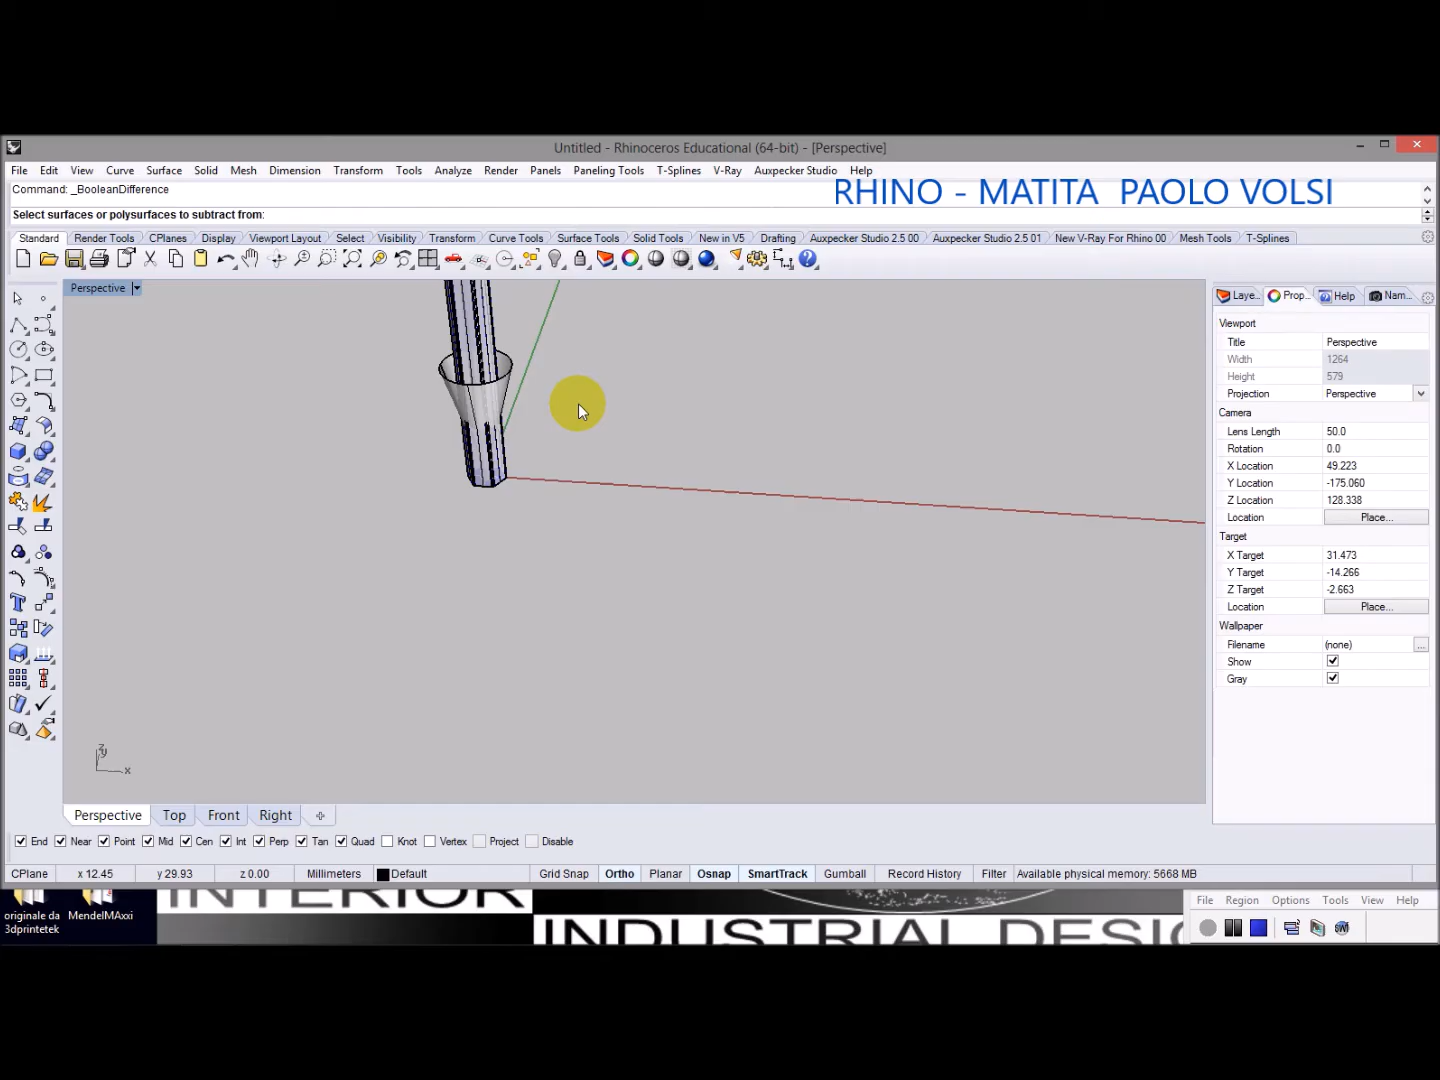 Untitled - Rhinoceros Educational (64-bit) - [Perspective]
File Edit View Curve Surface Solid Mesh Dimension Transform Tools Analyze Render Panels Paneling Tools T-Splines V-Ray Auxpecker Studio Help
Command: _BooleanDifference
RHINO - MATITA PAOLO VOLSI
Select surfaces or polysurfaces to subtract from:
Standard Render Tools CPlanes Display Viewport Layout Select Visibility Transform Curve Tools Surface Tools Solid Tools New in V5 Drafting Auxpecker Studio 2.5 00 Auxpecker Studio 2.5 01 New V-Ray For Rhino 00 Mesh Tools T-Splines
Perspective
Laye... Prop... Help Nam...
Viewport
Title Perspective
Width 1264
Height 579
Projection Perspective
Camera
Lens Length 50.0
Rotation 0.0
X Location 49.223
Y Location -175.060
Z Location 128.338
Location Place...
Target
X Target 31.473
Y Target -14.266
Z Target -2.663
Location Place...
Wallpaper
Filename (none) ...
Show
Gray
z
y
x
Perspective Top Front Right
End Near Point Mid Cen Int Perp Tan Quad Knot Vertex Project Disable
CPlane x 12.45 y 29.93 z 0.00 Millimeters Default Grid Snap Ortho Planar Osnap SmartTrack Gumball Record History Filter Available physical memory: 5668 MB
INTERIOR
originale da
3dprintetek
MendelMAxxi
INDUSTRIAL DESIG
File Region Options Tools View Help